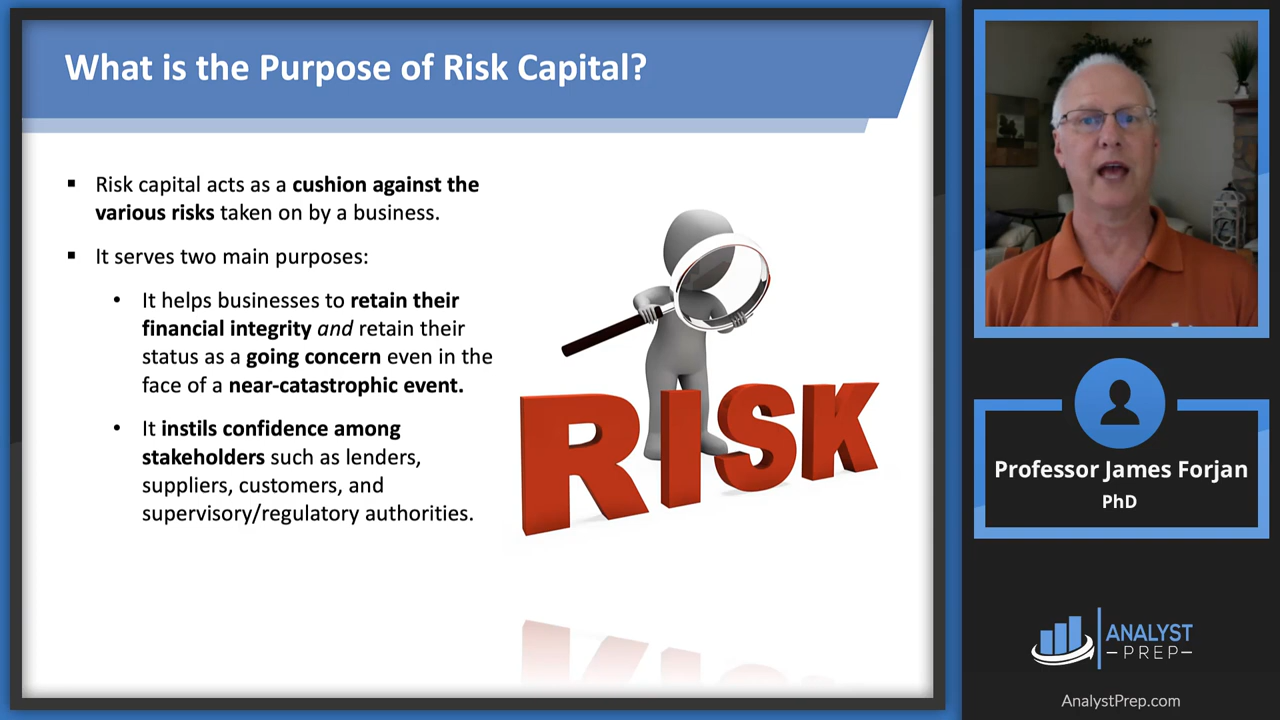 What is the Purpose of Risk Capital?
▪ Risk capital acts as a cushion against the
various risks taken on by a business.
▪ It serves two main purposes:
• It helps businesses to retain their
financial integrity and retain their
status as a going concern even in the
face of a near-catastrophic event.
• It instils confidence among
stakeholders such as lenders,
suppliers, customers, and
supervisory/regulatory authorities.
RISK
Professor James Forjan
PhD
ANALYST
PREP
AnalystPrep.com